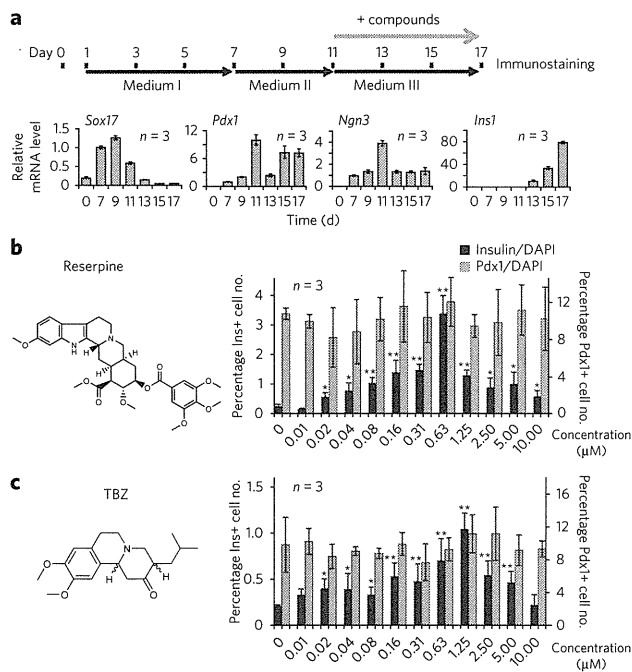 a
+ compounds
Day 0 1 3 5 7 9 11 13 15 17 Immunostaining
Medium I Medium II Medium III
Relative mRNA level
Sox17 n = 3
1.5
1.0
0.5
0
0 7 9 11 13 15 17
Pdx1 n = 3
12
6
0
0 7 9 11 13 15 17
Ngn3 n = 3
4
2
0
0 7 9 11 13 15 17
Ins1 n = 3
80
40
0
0 7 9 11 13 15 17
Time (d)
b
Reserpine
O
N
NH
H
H
H
O
O
O
O
O
O
O
O
Insulin/DAPI
Pdx1/DAPI
n = 3
Percentage Ins+ cell no.
4
3
2
1
0
Percentage Pdx1+ cell no.
12
8
4
0
* * * ** ** ** ** * * *
0 0.01 0.02 0.04 0.08 0.16 0.31 0.63 1.25 2.50 5.00 10.00
Concentration (μM)
c
TBZ
O
O
N
H
H
O
n = 3
Percentage Ins+ cell no.
1.5
1.0
0.5
0
Percentage Pdx1+ cell no.
16
12
8
4
0
* * * ** ** ** ** ** **
0 0.01 0.02 0.04 0.08 0.16 0.31 0.63 1.25 2.50 5.00 10.00
Concentration (μM)